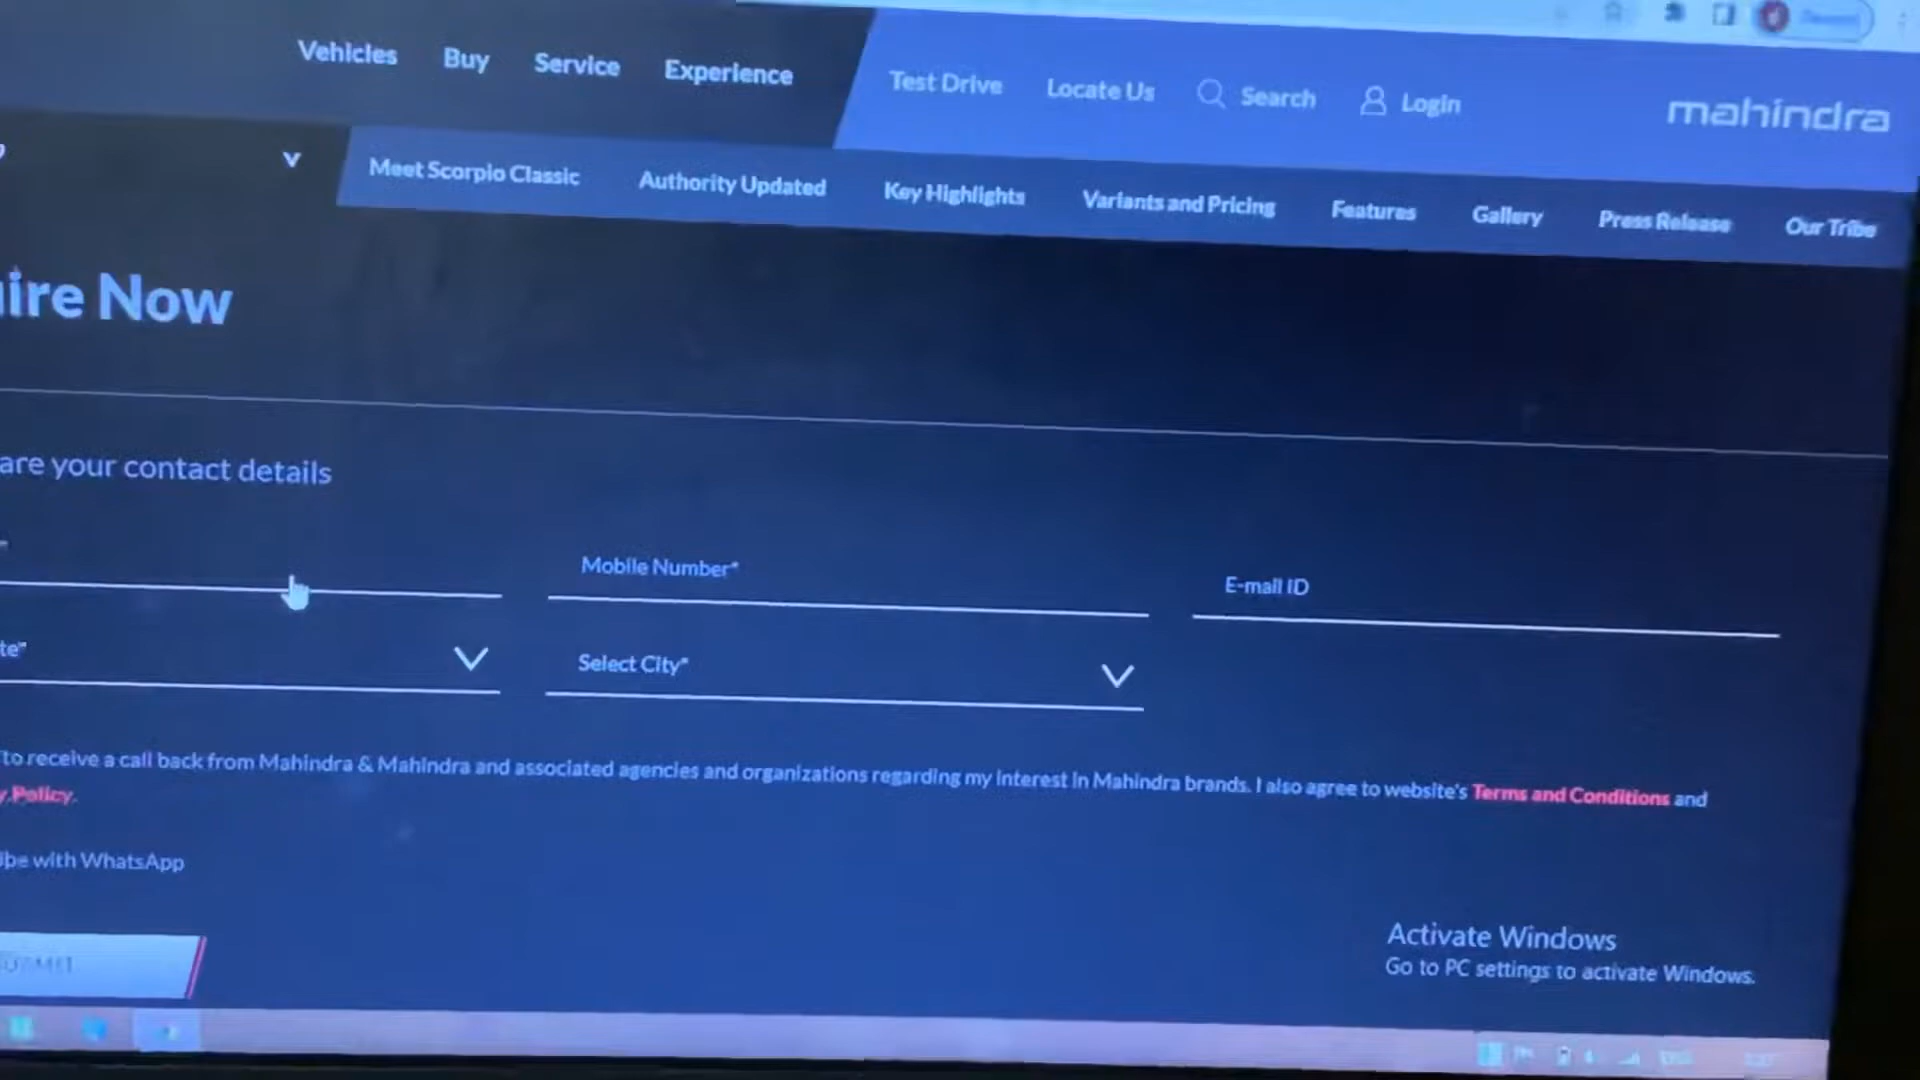 Vehicles Buy Service Experience Test Drive Locate Us Search Login mahindra
Meet Scorpio Classic Authority Updated Key Highlights Variants and Pricing Features Gallery Press Release Our Tribe
ire Now
are your contact details
Mobile Number* E-mail ID
te* Select City*
to receive a call back from Mahindra & Mahindra and associated agencies and organizations regarding my interest in Mahindra brands. I also agree to website's Terms and Conditions and
y Policy.
ibe with WhatsApp
Activate Windows
Go to PC settings to activate Windows.